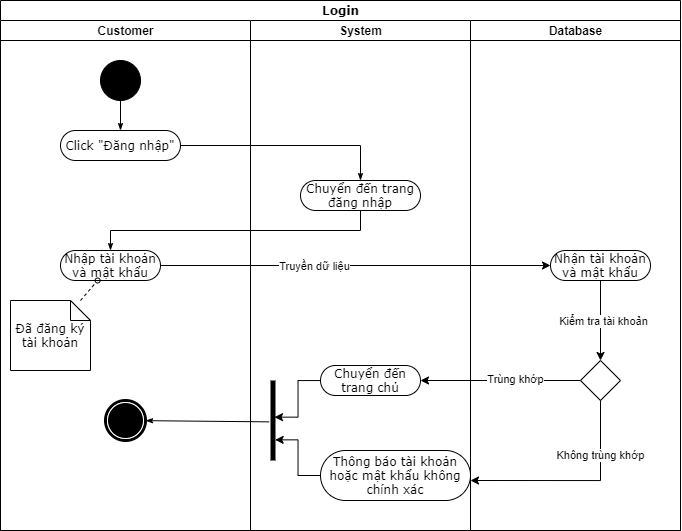 Login
Customer
System
Database
Click "Đăng nhập"
Chuyển đến trang
đăng nhập
Nhập tài khoản
và mật khẩu
Truyền dữ liệu
Nhận tài khoản
và mật khẩu
Đã đăng ký
tài khoản
Kiểm tra tài khoản
Chuyển đến
trang chủ
Trùng khớp
Không trùng khớp
Thông báo tài khoản
hoặc mật khẩu không
chính xác